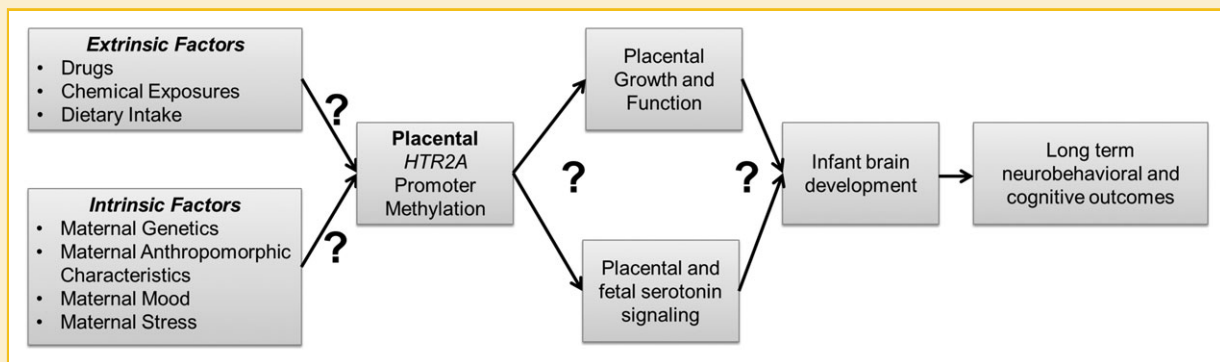 Extrinsic Factors
• Drugs
• Chemical Exposures
• Dietary Intake
?
Intrinsic Factors
• Maternal Genetics
• Maternal Anthropomorphic
Characteristics
• Maternal Mood
• Maternal Stress
?
Placental
HTR2A
Promoter
Methylation
?
Placental
Growth and
Function
Placental and
fetal serotonin
signaling
?
Infant brain
development
Long term
neurobehavioral and
cognitive outcomes